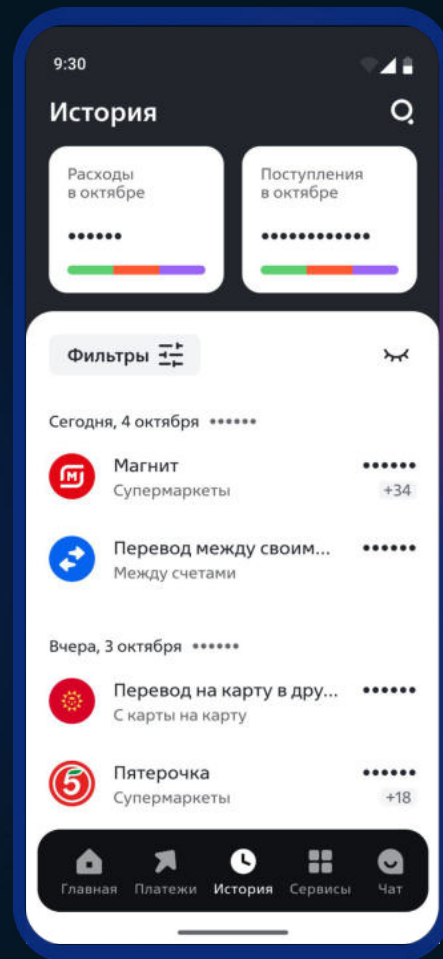 9:30
История
Расходы
в октябре
••••••
Поступления
в октябре
••••••••••••
Фильтры
Сегодня, 4 октября ••••••
Магнит ••••••
Супермаркеты +34
Перевод между своим... ••••••
Между счетами
Вчера, 3 октября ••••••
Перевод на карту в дру... ••••••
С карты на карту
5
Пятерочка ••••••
Супермаркеты +18
Главная Платежи История Сервисы Чат